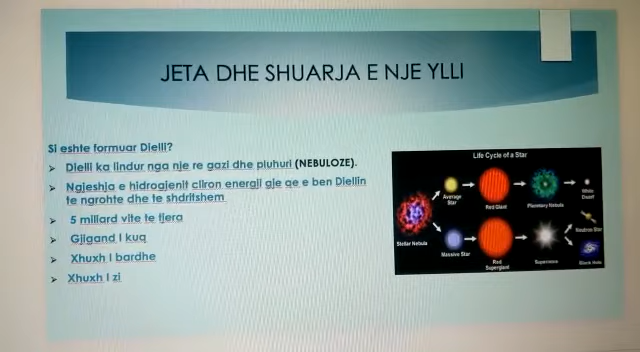 JETA DHE SHUARJA E NJE YLLI
Si eshte formuar Dielli?
Dielli ka lindur nga nje re gazi dhe pluhuri (NEBULOZE).
Ngjeshja e hidrogjenit cliron energji gje qe e ben Diellin
te ngrohte dhe te shdritshem
5 miliard vite te tjera
Gjigand I kuq
Xhuxh I bardhe
Xhuxh I zi
Life Cycle of a Star
Average
Star
Red Giant
Planetary Nebula
White
Dwarf
Stellar Nebula
Massive Star
Red
Supergiant
Supernova
Neutron Star
Black Hole